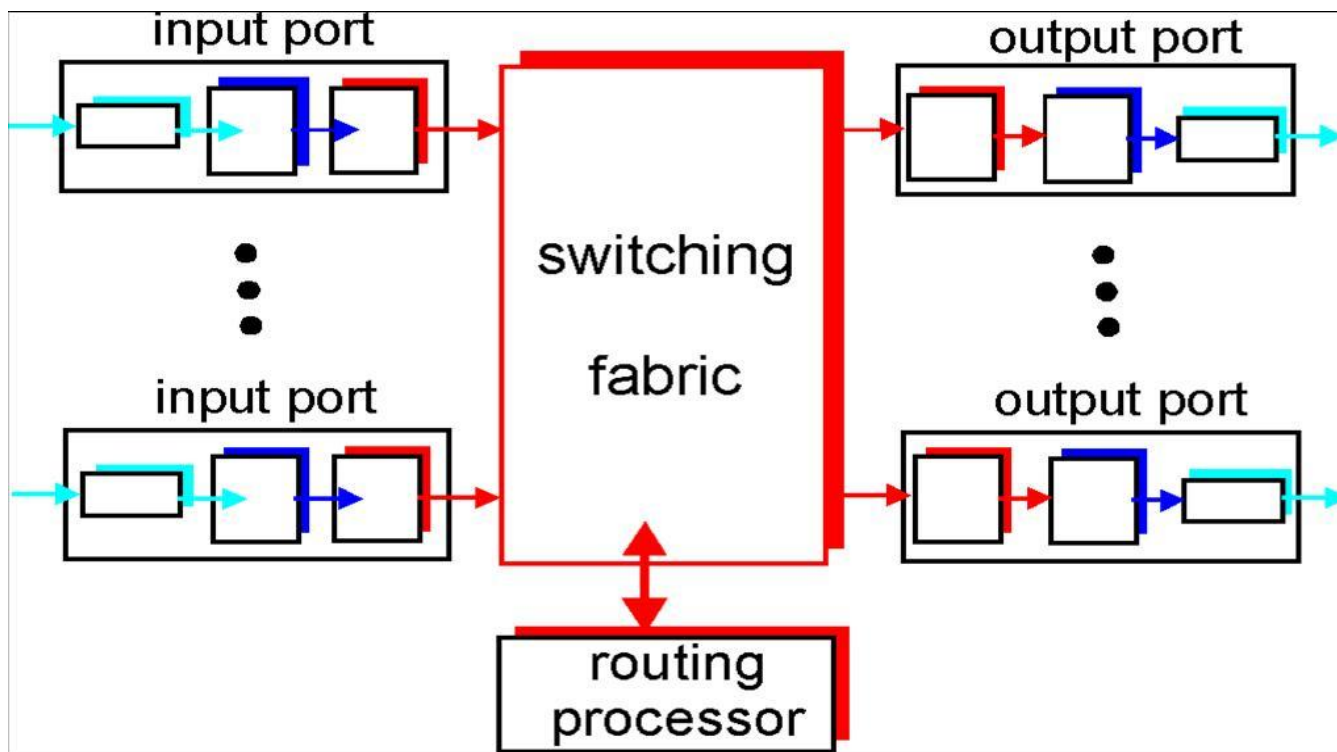 input port
output port
switching
fabric
input port
output port
routing
processor